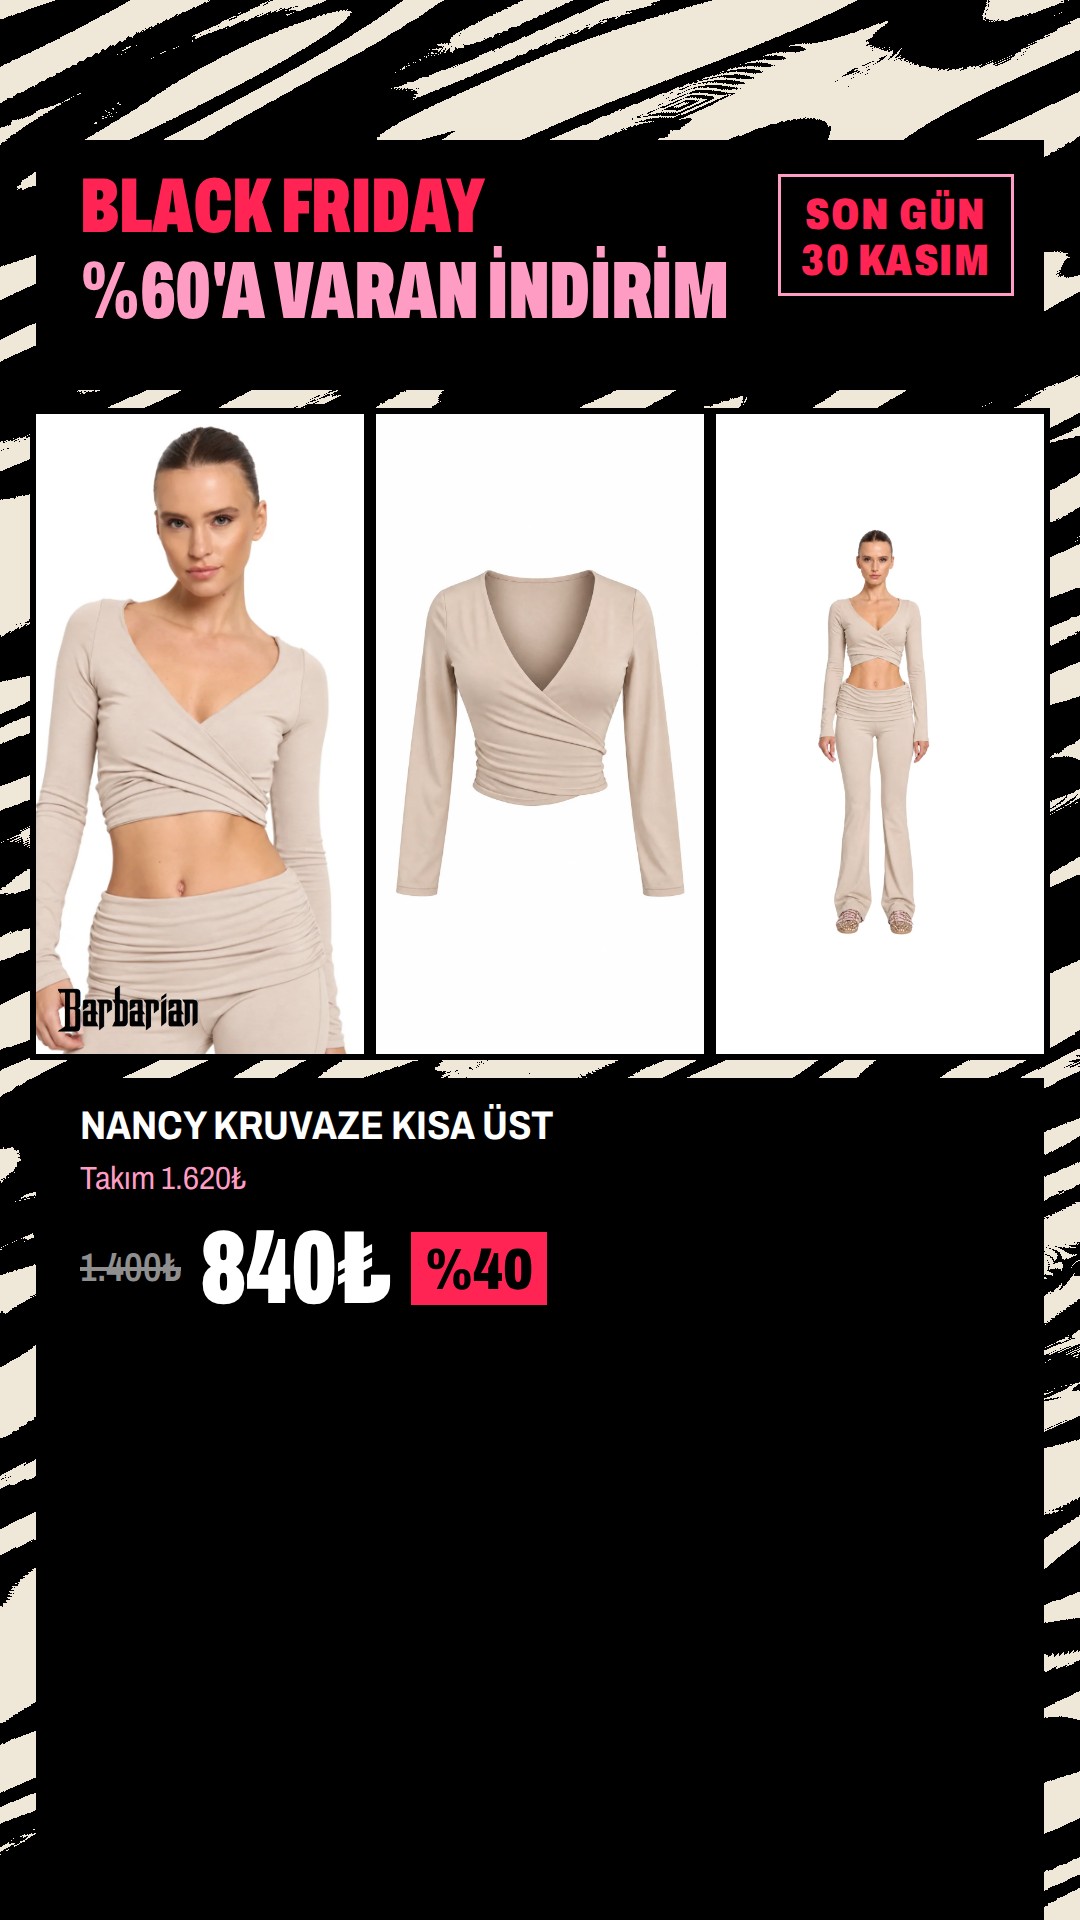 BLACK FRIDAY
%60'A VARAN İNDİRİM
SON GÜN
30 KASIM
Barbarian
NANCY KRUVAZE KISA ÜST
Takım 1.620₺
1.400₺ 840₺ %40